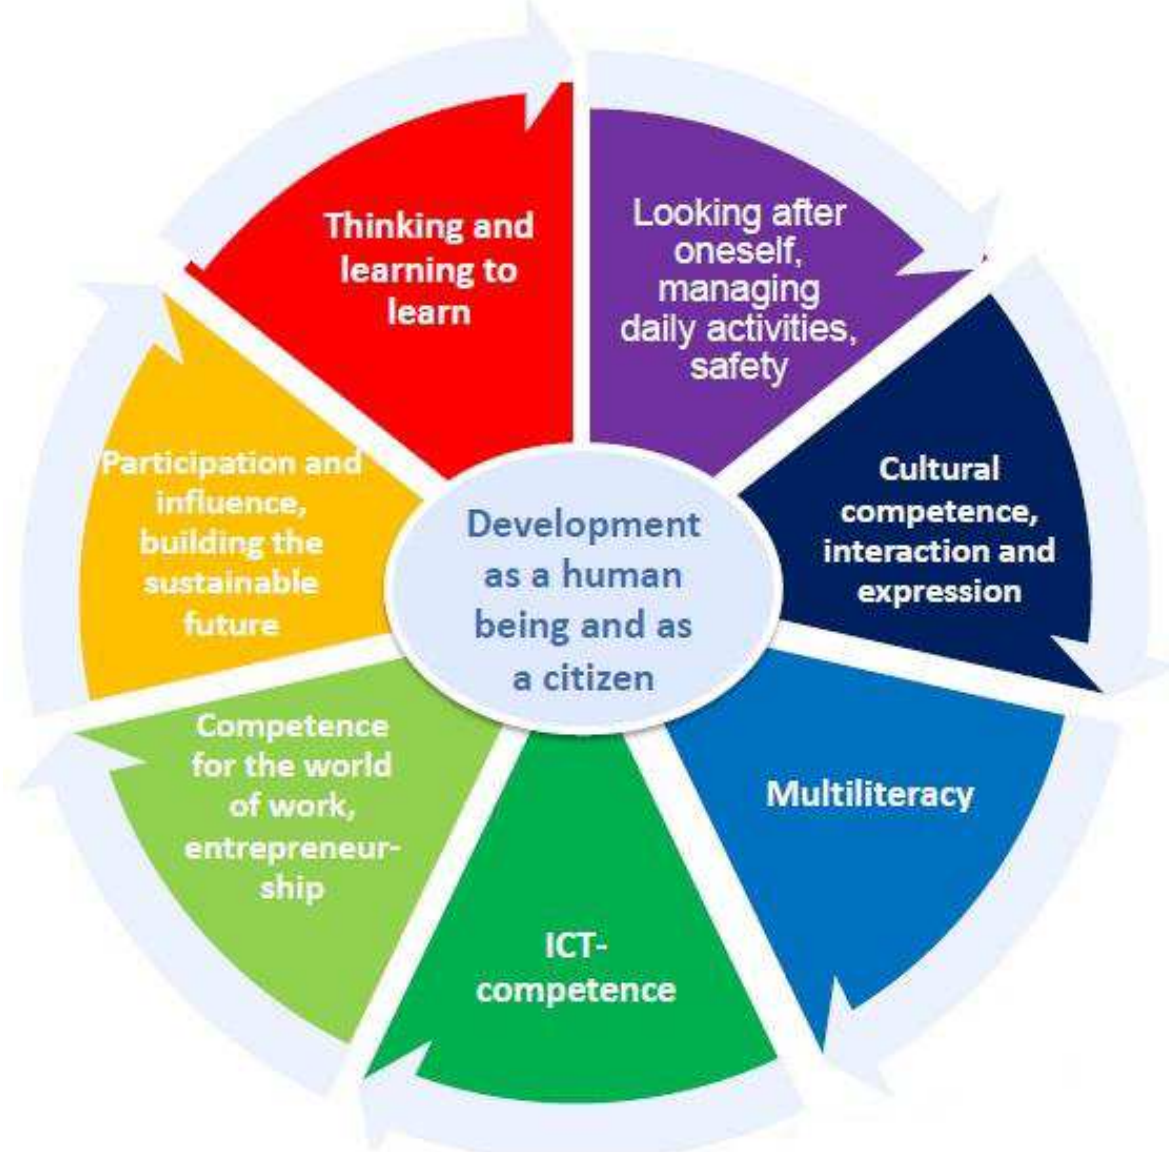 Thinking and
learning to
learn
Looking after
oneself,
managing
daily activities,
safety
Cultural
competence,
interaction and
expression
Multiliteracy
ICT-
competence
Competence
for the world
of work,
entrepreneur-
ship
Participation and
influence,
building the
sustainable
future
Development
as a human
being and as
a citizen